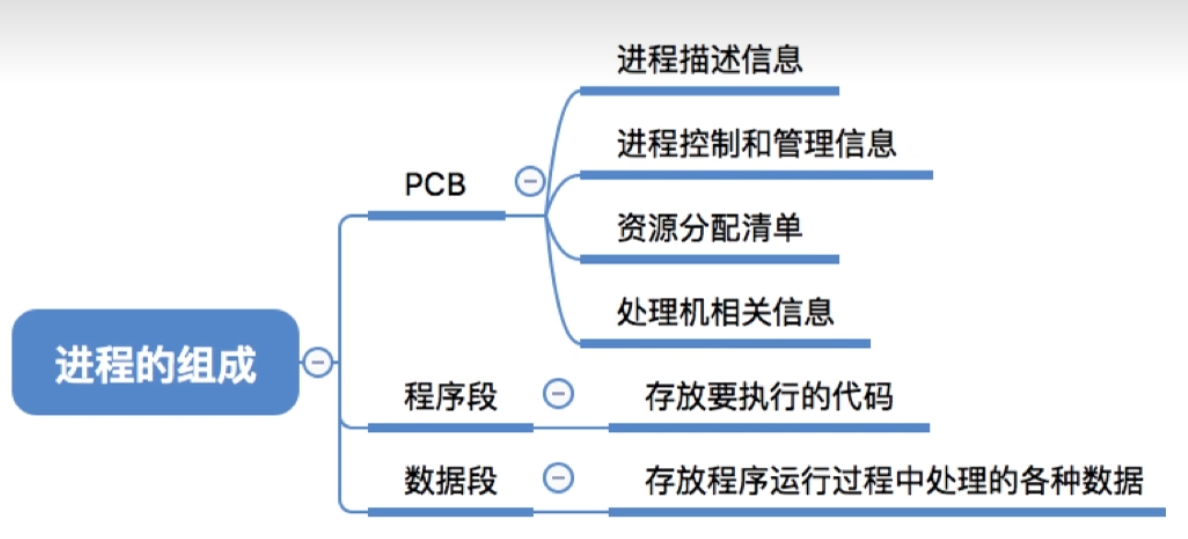 进程的组成
PCB
进程描述信息
进程控制和管理信息
资源分配清单
处理机相关信息
程序段
存放要执行的代码
数据段
存放程序运行过程中处理的各种数据